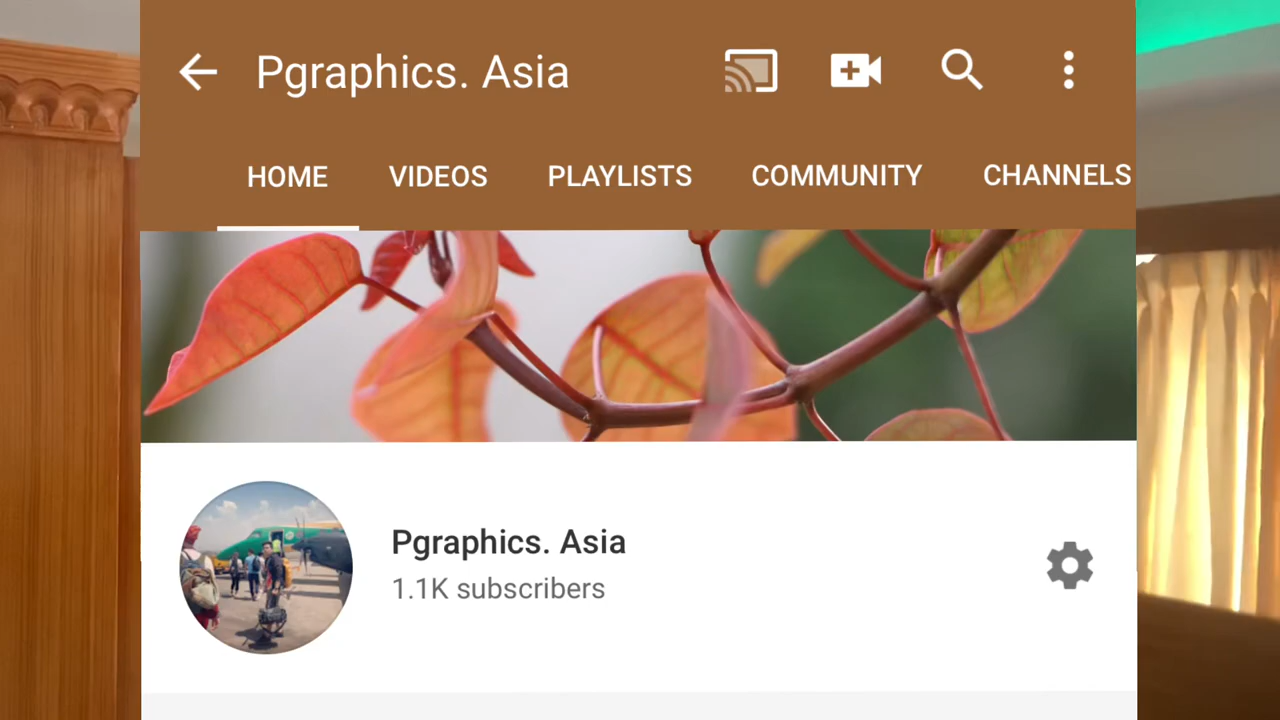 Pgraphics. Asia
HOME VIDEOS PLAYLISTS COMMUNITY CHANNELS
Pgraphics. Asia
1.1K subscribers